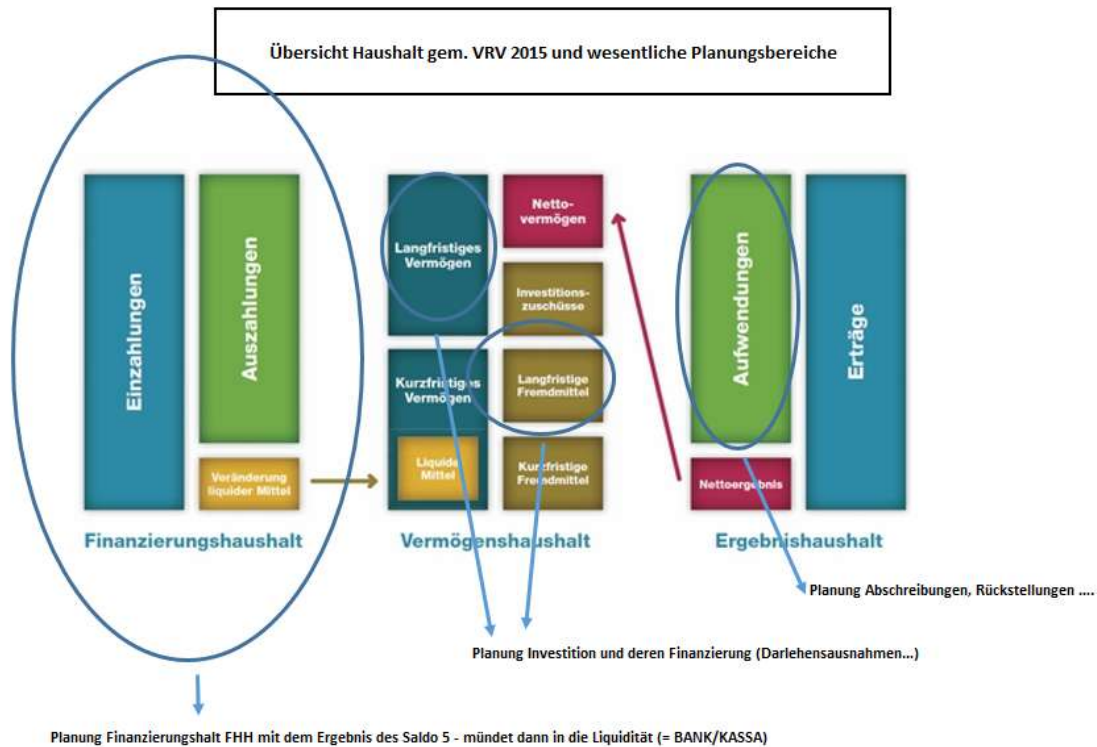 Übersicht Haushalt gem. VRV 2015 und wesentliche Planungsbereiche
Einzahlungen
Auszahlungen
Veränderung
liquider Mittel
Finanzierungshaushalt
Langfristiges
Vermögen
Kurzfristiges
Vermögen
Liquide
Mittel
Netto-
vermögen
Investitions-
zuschüsse
Langfristige
Fremdmittel
Kurzfristige
Fremdmittel
Vermögenshaushalt
Aufwendungen
Nettoergebnis
Erträge
Ergebnishaushalt
Planung Abschreibungen, Rückstellungen ....
Planung Investition und deren Finanzierung (Darlehensausnahmen...)
Planung Finanzierungshalt FHH mit dem Ergebnis des Saldo 5 - mündet dann in die Liquidität (= BANK/KASSA)